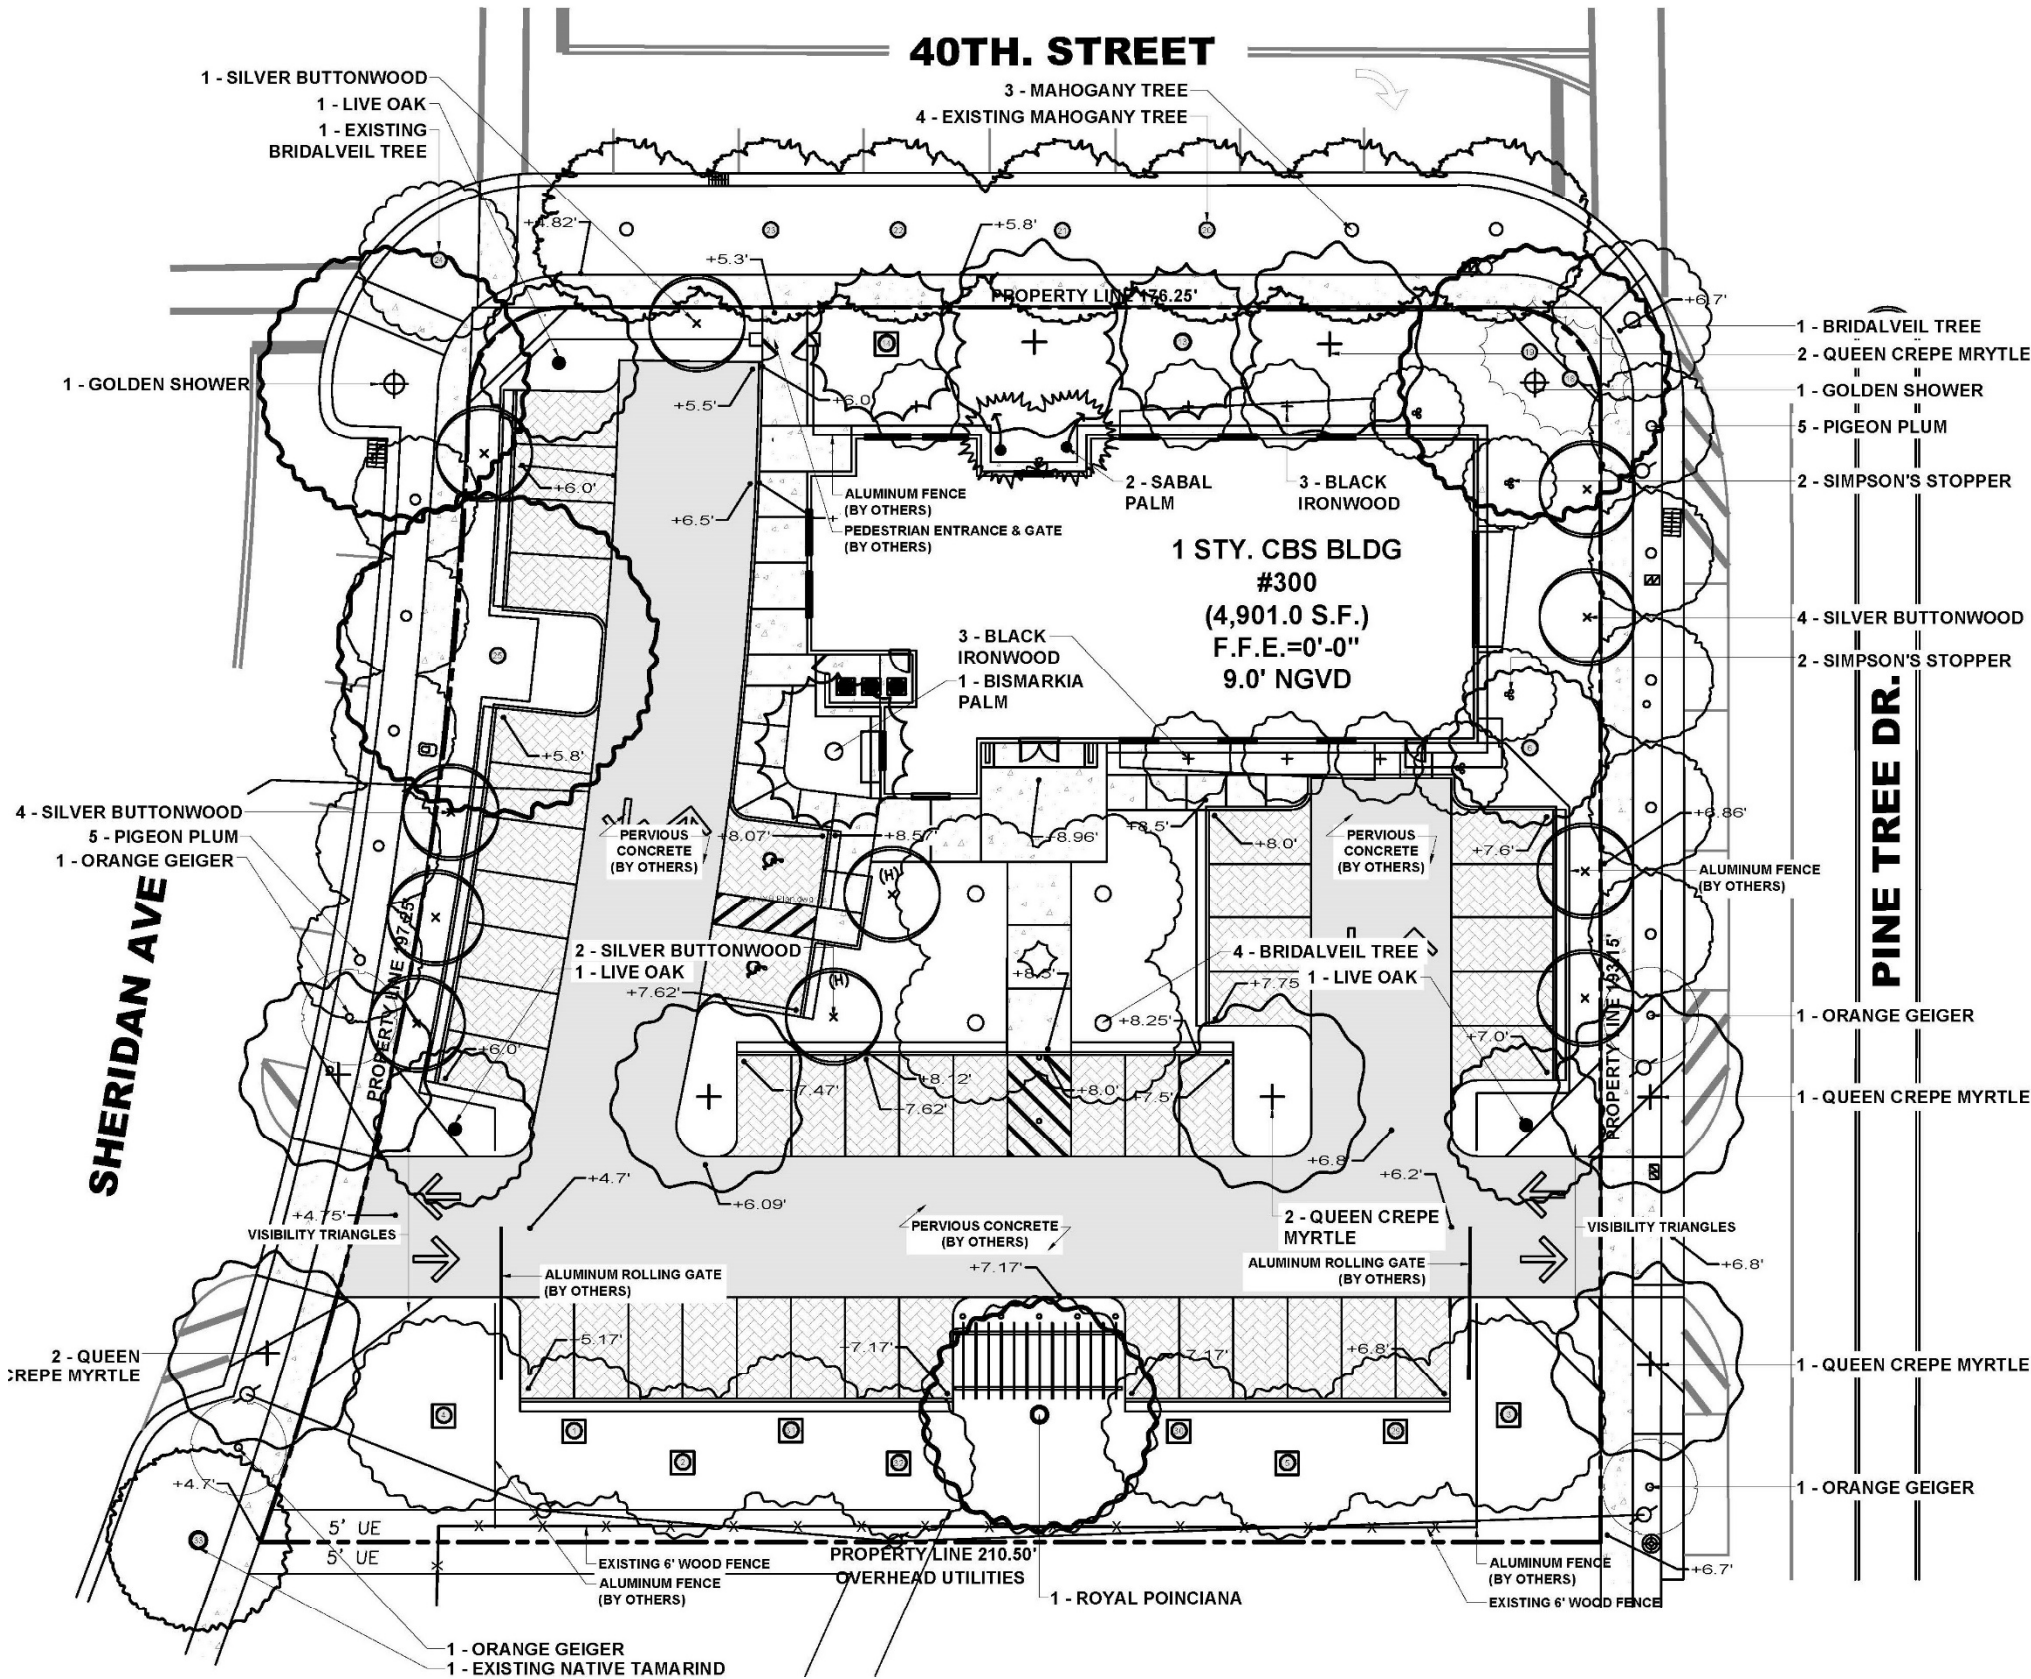 40TH. STREET
1 - SILVER BUTTONWOOD
1 - LIVE OAK
1 - EXISTING
BRIDALVEIL TREE
3 - MAHOGANY TREE
4 - EXISTING MAHOGANY TREE
+4.82'
+5.8'
+5.3'
PROPERTY LINE 176.25'
+6.7'
1 - BRIDALVEIL TREE
2 - QUEEN CREPE MRYTLE
1 - GOLDEN SHOWER
1 - GOLDEN SHOWER
5 - PIGEON PLUM
+5.5'
+6.0'
2 - SABAL
PALM
3 - BLACK
IRONWOOD
2 - SIMPSON'S STOPPER
+6.0'
+6.5'
ALUMINUM FENCE
(BY OTHERS)
PEDESTRIAN ENTRANCE & GATE
(BY OTHERS)
1 STY. CBS BLDG
#300
(4,901.0 S.F.)
F.F.E.=0'-0"
9.0' NGVD
4 - SILVER BUTTONWOOD
3 - BLACK
IRONWOOD
1 - BISMARKIA
PALM
2 - SIMPSON'S STOPPER
PINE TREE DR.
+5.8'
4 - SILVER BUTTONWOOD
5 - PIGEON PLUM
1 - ORANGE GEIGER
PERVIOUS
CONCRETE
(BY OTHERS)
+8.07'
+8.57'
+8.96'
+8.5'
+8.0'
PERVIOUS
CONCRETE
(BY OTHERS)
+7.6'
+6.86'
ALUMINUM FENCE
(BY OTHERS)
(H)
SHERIDAN AVE
PROPERTY LINE 197.25'
2 - SILVER BUTTONWOOD
1 - LIVE OAK
+7.62'
(H)
+8.5'
4 - BRIDALVEIL TREE
1 - LIVE OAK
+7.75
+8.25'
+7.0'
PROPERTY LINE 193.15'
1 - ORANGE GEIGER
+6.0'
+7.47'
+8.12'
+7.62'
+8.0'
+7.5'
1 - QUEEN CREPE MYRTLE
+4.7'
+6.09'
+6.8'
+6.2'
+4.75'
VISIBILITY TRIANGLES
PERVIOUS CONCRETE
(BY OTHERS)
2 - QUEEN CREPE
MYRTLE
VISIBILITY TRIANGLES
ALUMINUM ROLLING GATE
(BY OTHERS)
+7.17'
ALUMINUM ROLLING GATE
(BY OTHERS)
+6.8'
2 - QUEEN
CREPE MYRTLE
+5.17'
+7.17'
+7.17'
+6.8'
1 - QUEEN CREPE MYRTLE
1 - ORANGE GEIGER
+4.7'
5' UE
5' UE
EXISTING 6' WOOD FENCE
ALUMINUM FENCE
(BY OTHERS)
PROPERTY LINE 210.50'
OVERHEAD UTILITIES
1 - ROYAL POINCIANA
ALUMINUM FENCE
(BY OTHERS)
EXISTING 6' WOOD FENCE
+6.7'
1 - ORANGE GEIGER
1 - EXISTING NATIVE TAMARIND